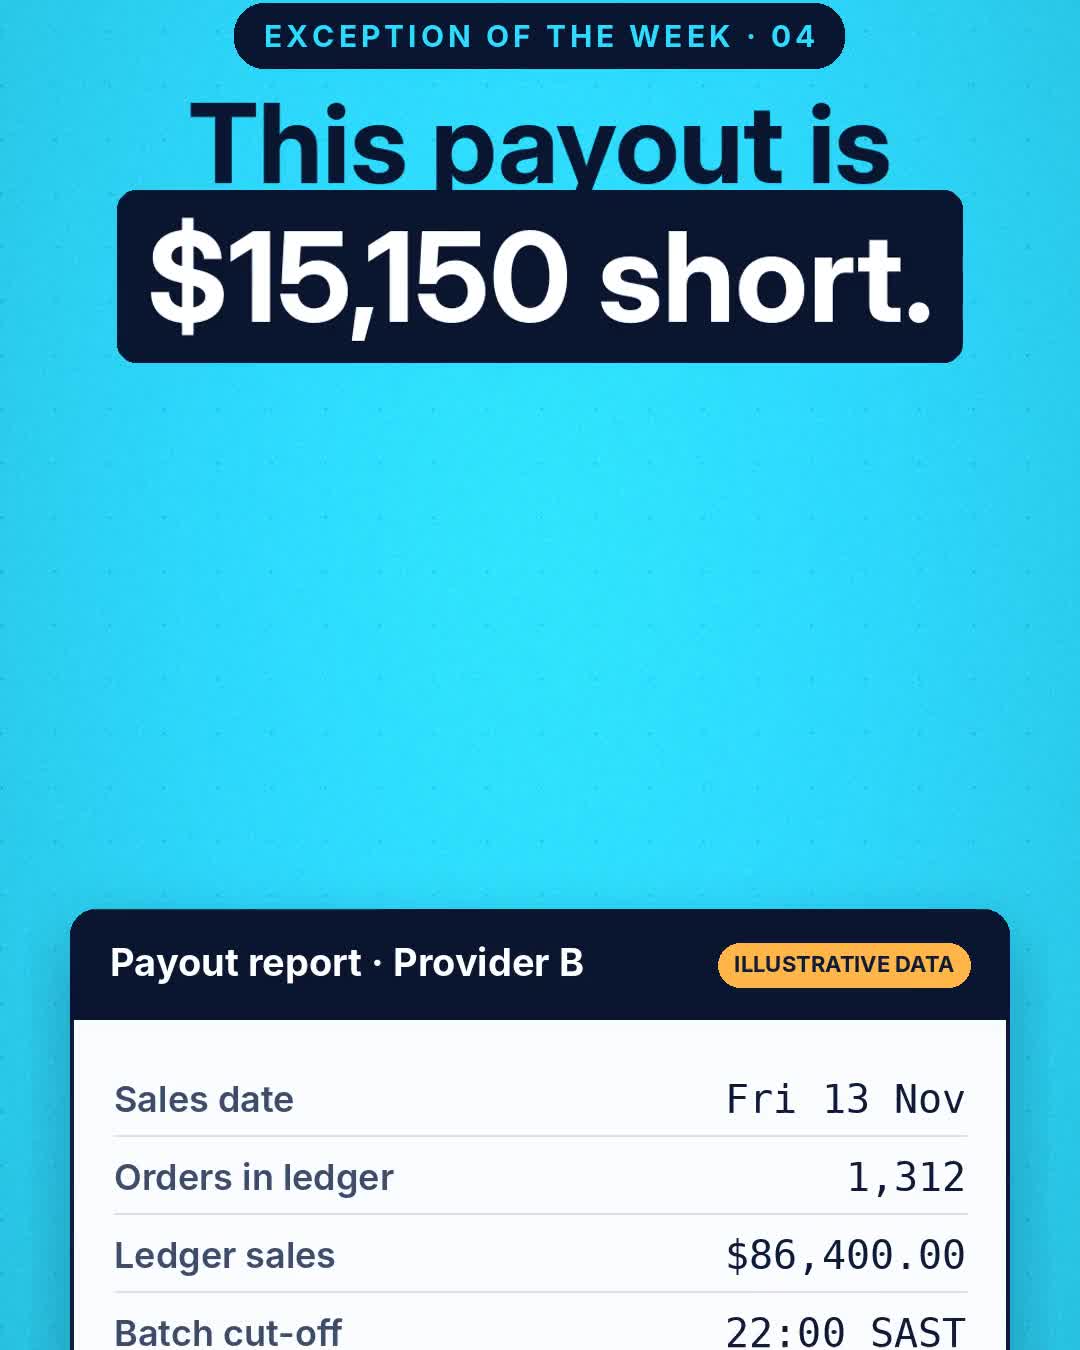 EXCEPTION OF THE WEEK · 04
This payout is
$15,150 short.
Payout report · Provider B
ILLUSTRATIVE DATA
Sales date Fri 13 Nov
Orders in ledger 1,312
Ledger sales $86,400.00
Batch cut-off 22:00 SAST